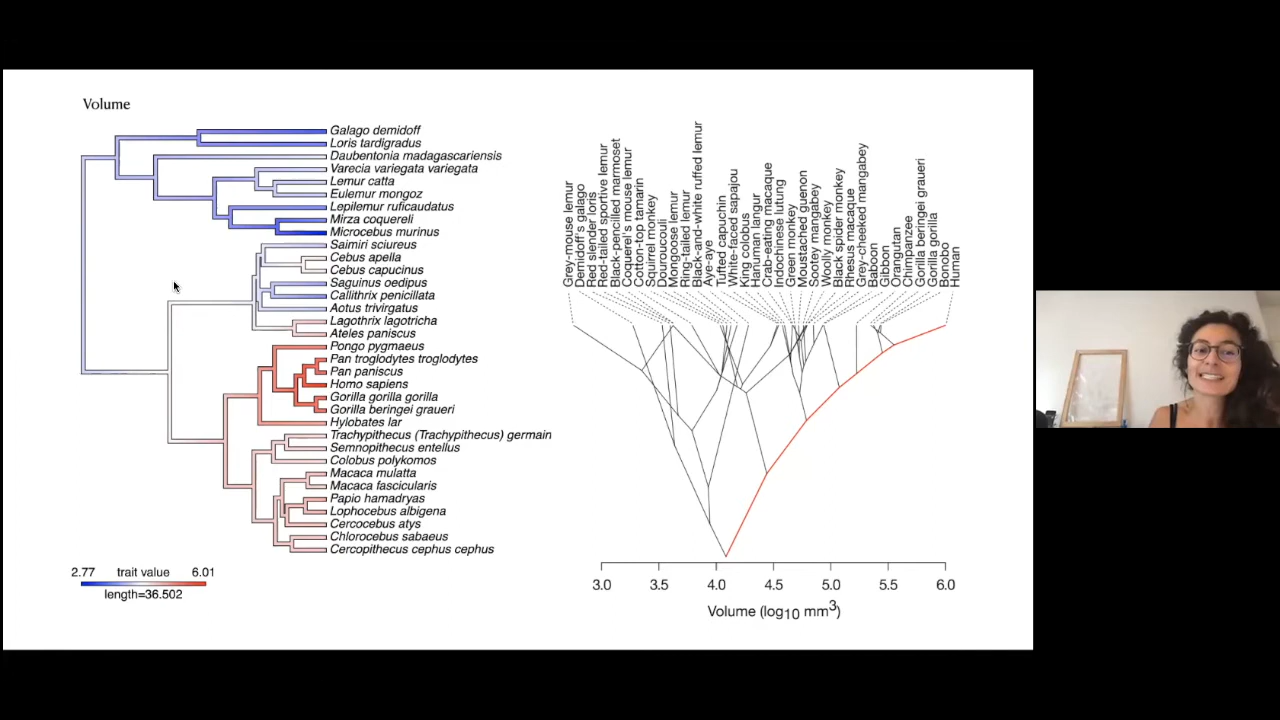 Volume
Galago demidoff
Loris tardigradus
Daubentonia madagascariensis
Varecia variegata variegata
Lemur catta
Eulemur mongoz
Lepilemur ruficaudatus
Mirza coquereli
Microcebus murinus
Saimiri sciureus
Cebus apella
Cebus capucinus
Saguinus oedipus
Callithrix penicillata
Aotus trivirgatus
Lagothrix lagotricha
Ateles paniscus
Pongo pygmaeus
Pan troglodytes troglodytes
Pan paniscus
Homo sapiens
Gorilla gorilla gorilla
Gorilla beringei graueri
Hylobates lar
Trachypithecus (Trachypithecus) germain
Semnopithecus entellus
Colobus polykomos
Macaca mulatta
Macaca fascicularis
Papio hamadryas
Lophocebus albigena
Cercocebus atys
Chlorocebus sabaeus
Cercopithecus cephus cephus
2.77 trait value 6.01
length=36.502
Grey-mouse lemur
Demidoff's galago
Red slender loris
Red-tailed sportive lemur
Black-pencilled marmoset
Coquerel's mouse lemur
Cotton-top tamarin
Squirrel monkey
Douroucouli
Mongoose lemur
Ring-tailed lemur
Black-and-white ruffed lemur
Aye-aye
Tufted capuchin
White-faced sapajou
King colobus
Hanuman langur
Crab-eating macaque
Indochinese lutung
Green monkey
Moustached guenon
Sootey mangabey
Woolly monkey
Black spider monkey
Rhesus macaque
Grey-cheeked mangabey
Baboon
Gibbon
Orangutan
Chimpanzee
Gorilla beringei graueri
Gorilla gorilla
Bonobo
Human
3.0 3.5 4.0 4.5 5.0 5.5 6.0
Volume (log10 mm3)